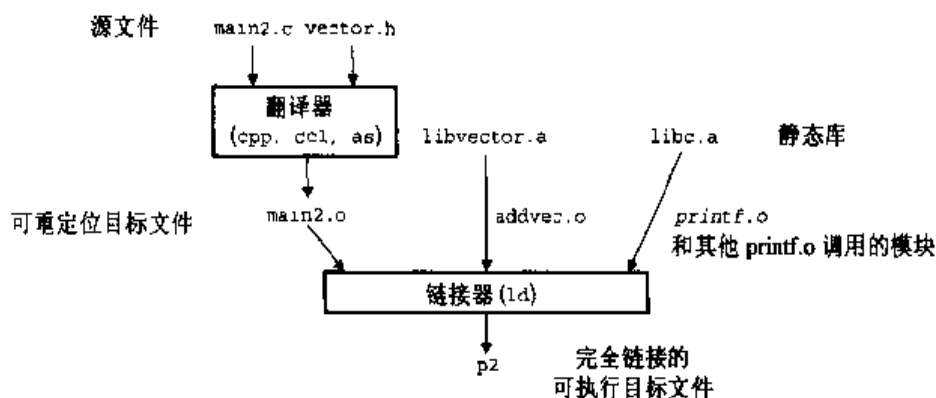 源文件 main2.c vector.h
翻译器
(cpp, cc1, as)
libvector.a
libc.a
静态库
可重定位目标文件
main2.o
addvec.o
printf.o
和其他 printf.o 调用的模块
链接器 (ld)
p2
完全链接的
可执行目标文件